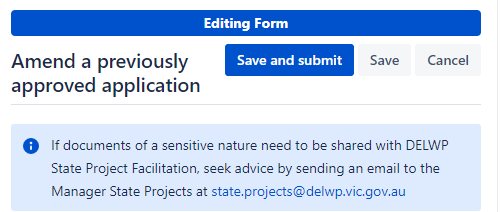 Editing Form
Amend a previously
approved application
Save and submit
Save
Cancel
If documents of a sensitive nature need to be shared with DELWP
State Project Facilitation, seek advice by sending an email to the
Manager State Projects at state.projects@delwp.vic.gov.au